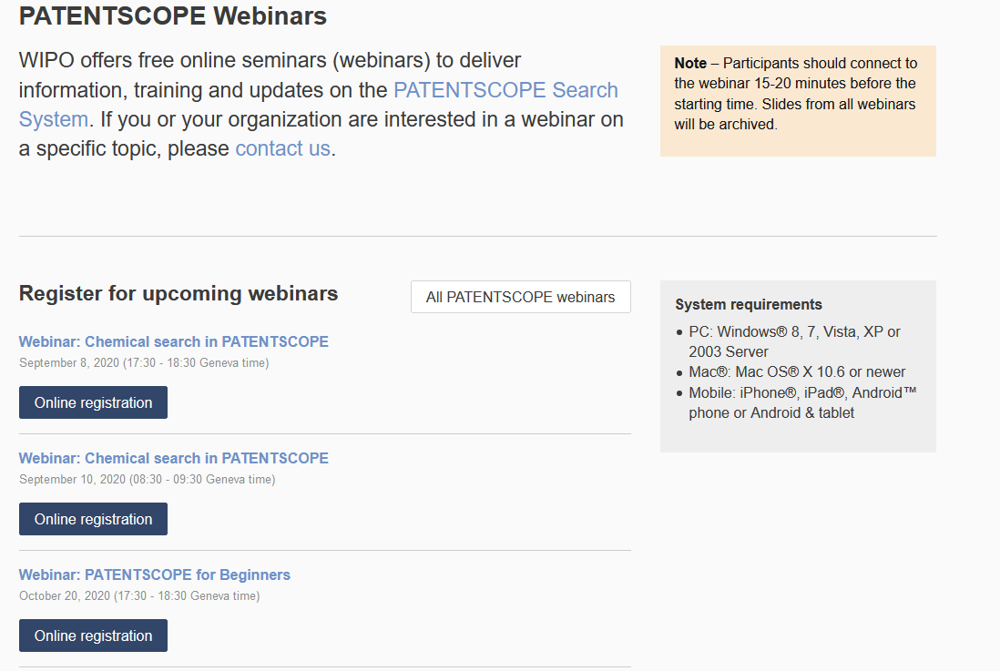 PATENTSCOPE Webinars
WIPO offers free online seminars (webinars) to deliver
information, training and updates on the PATENTSCOPE Search
System. If you or your organization are interested in a webinar on
a specific topic, please contact us.
Note – Participants should connect to
the webinar 15-20 minutes before the
starting time. Slides from all webinars
will be archived.
Register for upcoming webinars
All PATENTSCOPE webinars
Webinar: Chemical search in PATENTSCOPE
September 8, 2020 (17:30 - 18:30 Geneva time)
Online registration
Webinar: Chemical search in PATENTSCOPE
September 10, 2020 (08:30 - 09:30 Geneva time)
Online registration
Webinar: PATENTSCOPE for Beginners
October 20, 2020 (17:30 - 18:30 Geneva time)
Online registration
System requirements
• PC: Windows® 8, 7, Vista, XP or
2003 Server
• Mac®: Mac OS® X 10.6 or newer
• Mobile: iPhone®, iPad®, Android™
phone or Android & tablet